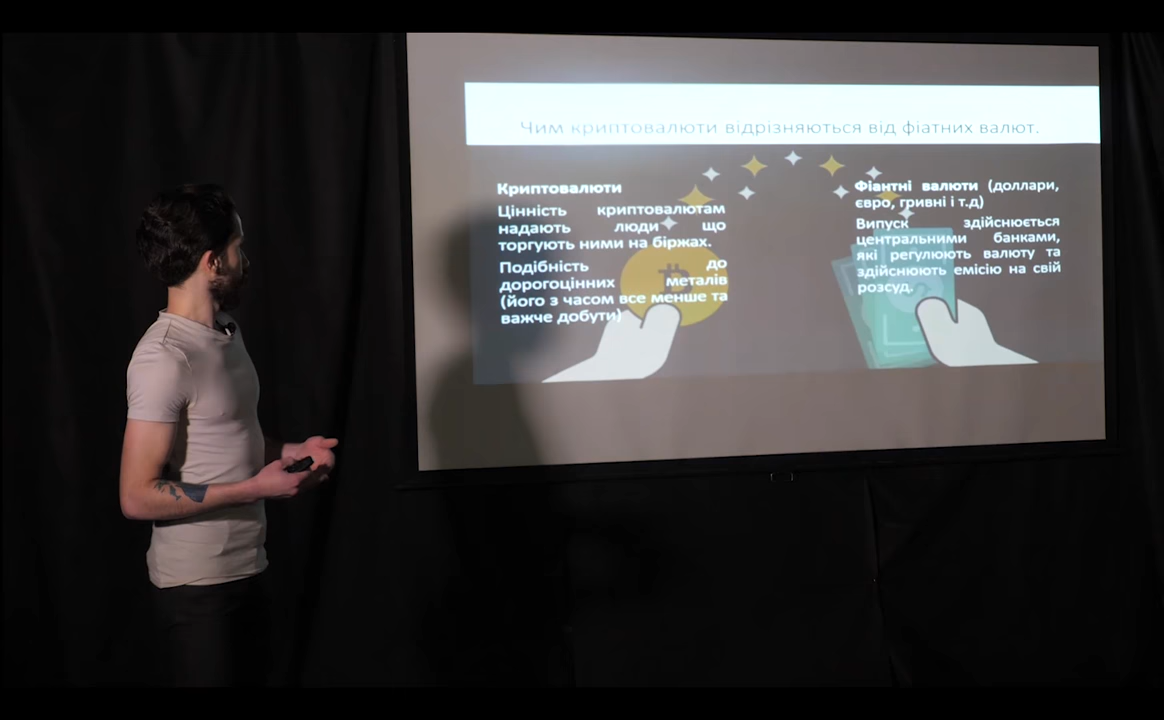 Чим криптовалюти відрізняються від фіатних валют.
Криптовалюти
Цінність криптовалютам
надають люди що
торгують ними на біржах.
Подібність до
дорогоцінних металів
(його з часом все менше та
важче добути)
Фіантні валюти (доллари,
євро, гривні і т.д)
Випуск здійснюється
центральними банками,
які регулюють валюту та
здійснюють емісію на свій
розсуд.